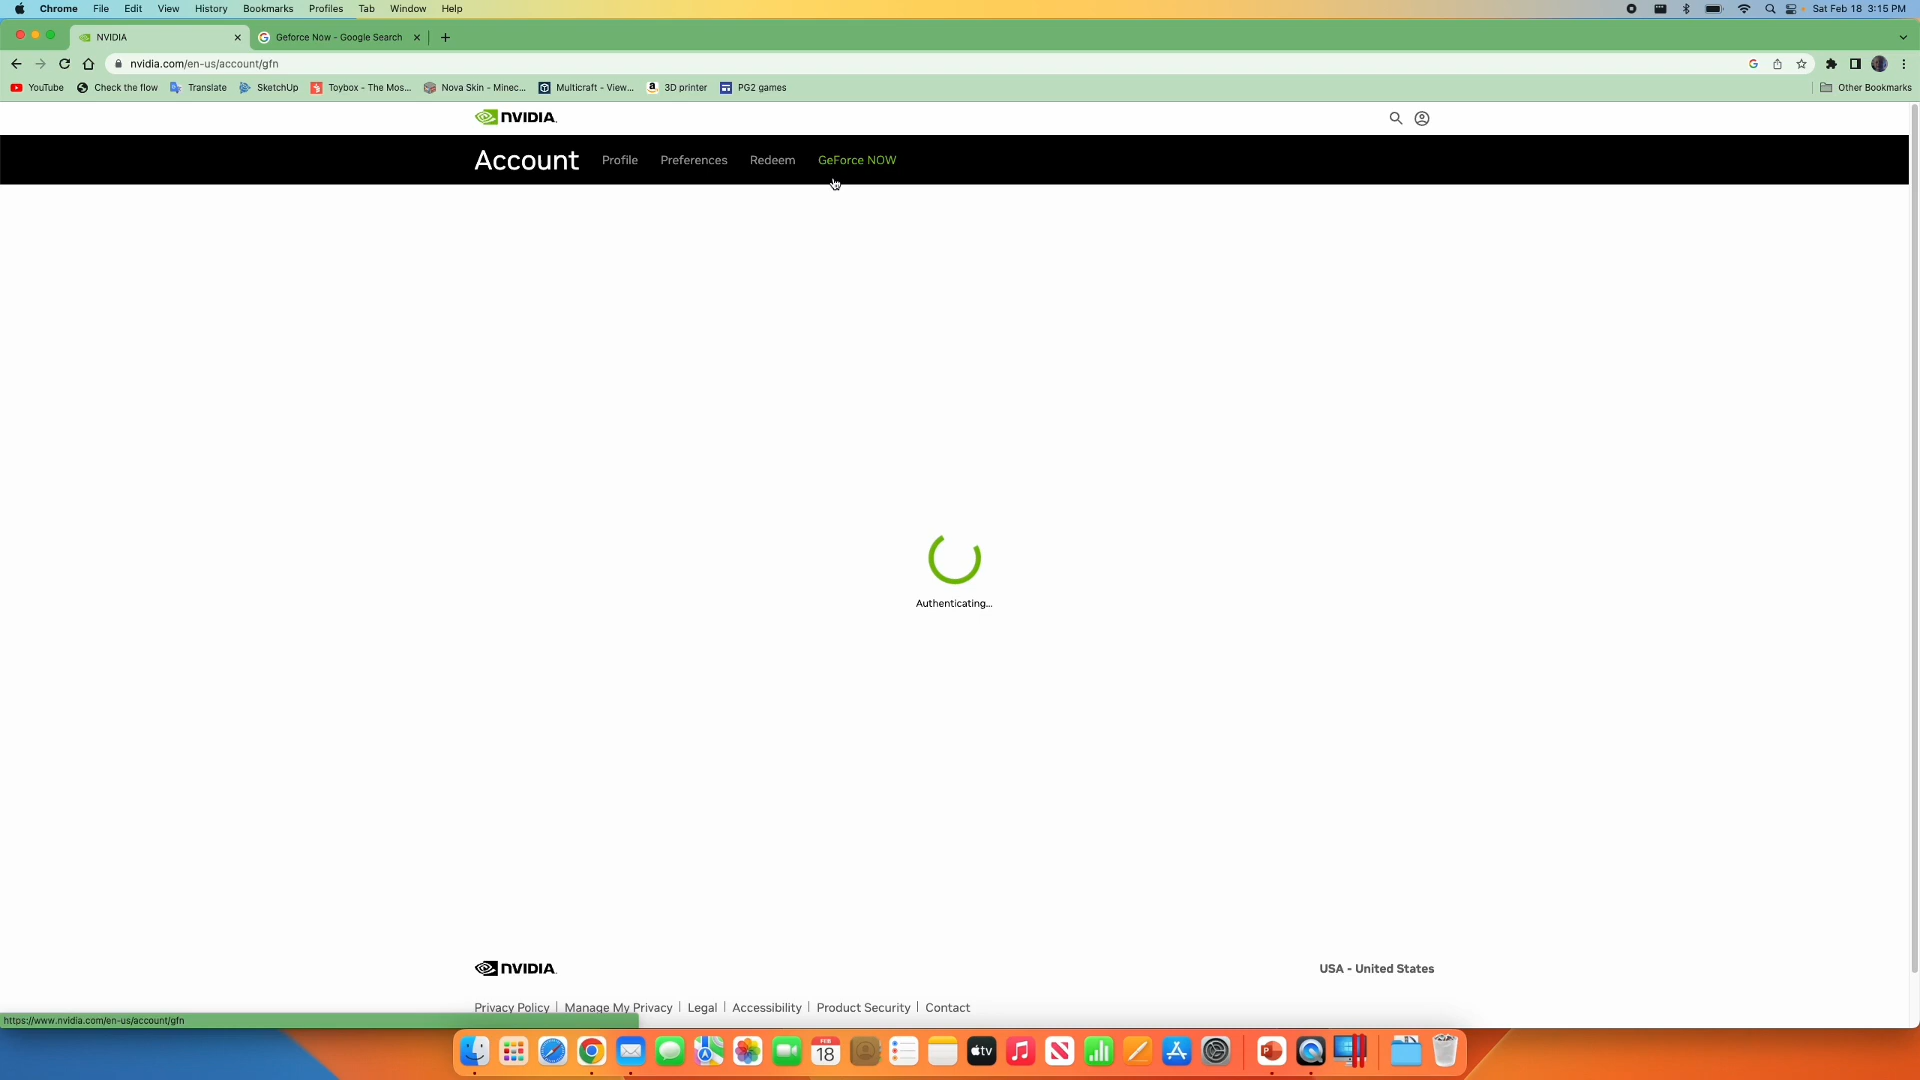 Chrome File Edit View History Bookmarks Profiles Tab Window Help Sat Feb 18 3:15 PM
NVIDIA Geforce Now - Google Search
nvidia.com/en-us/account/gfn
YouTube Check the flow Translate SketchUp Toybox - The Mos... Nova Skin - Minec... Multicraft - View... 3D printer PG2 games Other Bookmarks
NVIDIA.
Account Profile Preferences Redeem GeForce NOW
Authenticating...
NVIDIA. USA - United States
Privacy Policy | Manage My Privacy | Legal | Accessibility | Product Security | Contact
https://www.nvidia.com/en-us/account/gfn
FEB
18
tv